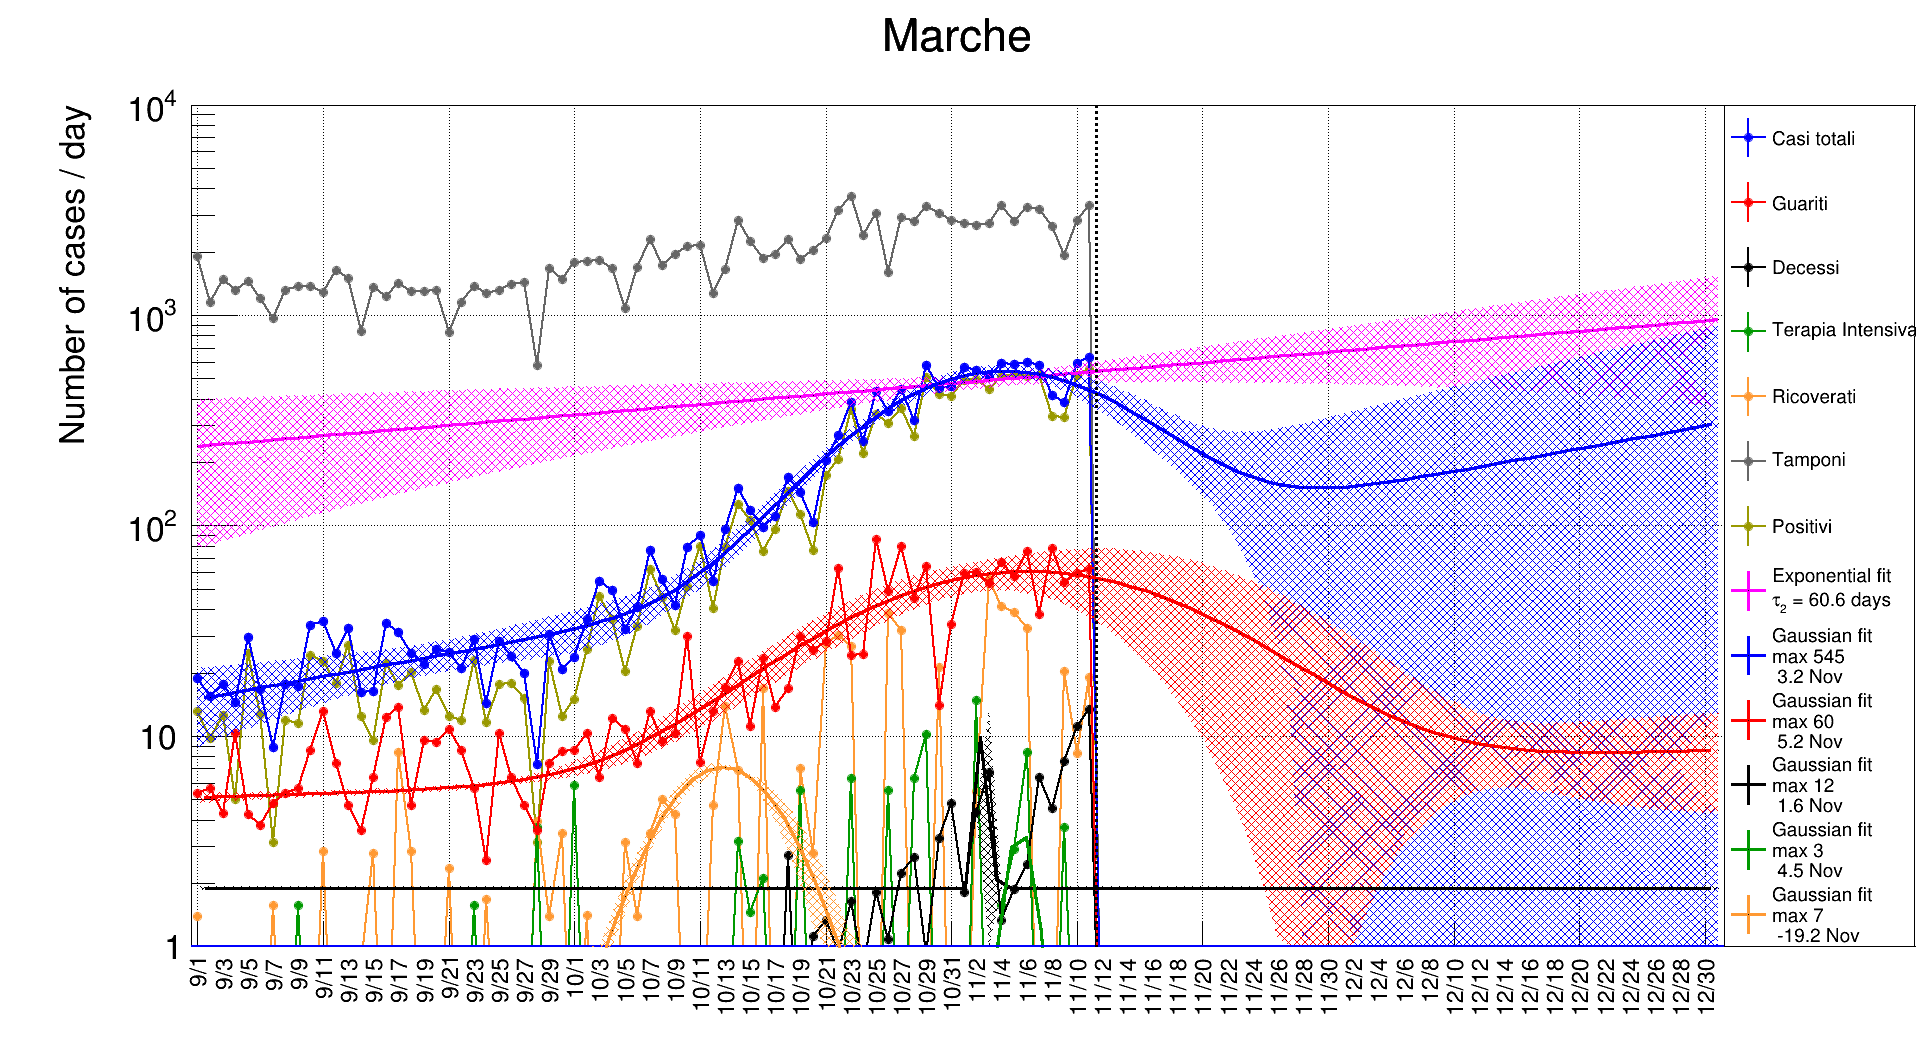 Marche
Number of cases / day
10^4
10^3
10^2
10
1
9/1
9/3
9/5
9/7
9/9
9/11
9/13
9/15
9/17
9/19
9/21
9/23
9/25
9/27
9/29
10/1
10/3
10/5
10/7
10/9
10/11
10/13
10/15
10/17
10/19
10/21
10/23
10/25
10/27
10/29
10/31
11/2
11/4
11/6
11/8
11/10
11/12
11/14
11/16
11/18
11/20
11/22
11/24
11/26
11/28
11/30
12/2
12/4
12/6
12/8
12/10
12/12
12/14
12/16
12/18
12/20
12/22
12/24
12/26
12/28
12/30
Casi totali
Guariti
Decessi
Terapia Intensiva
Ricoverati
Tamponi
Positivi
Exponential fit
τ2 = 60.6 days
Gaussian fit
max 545
3.2 Nov
Gaussian fit
max 60
5.2 Nov
Gaussian fit
max 12
1.6 Nov
Gaussian fit
max 3
4.5 Nov
Gaussian fit
max 7
-19.2 Nov